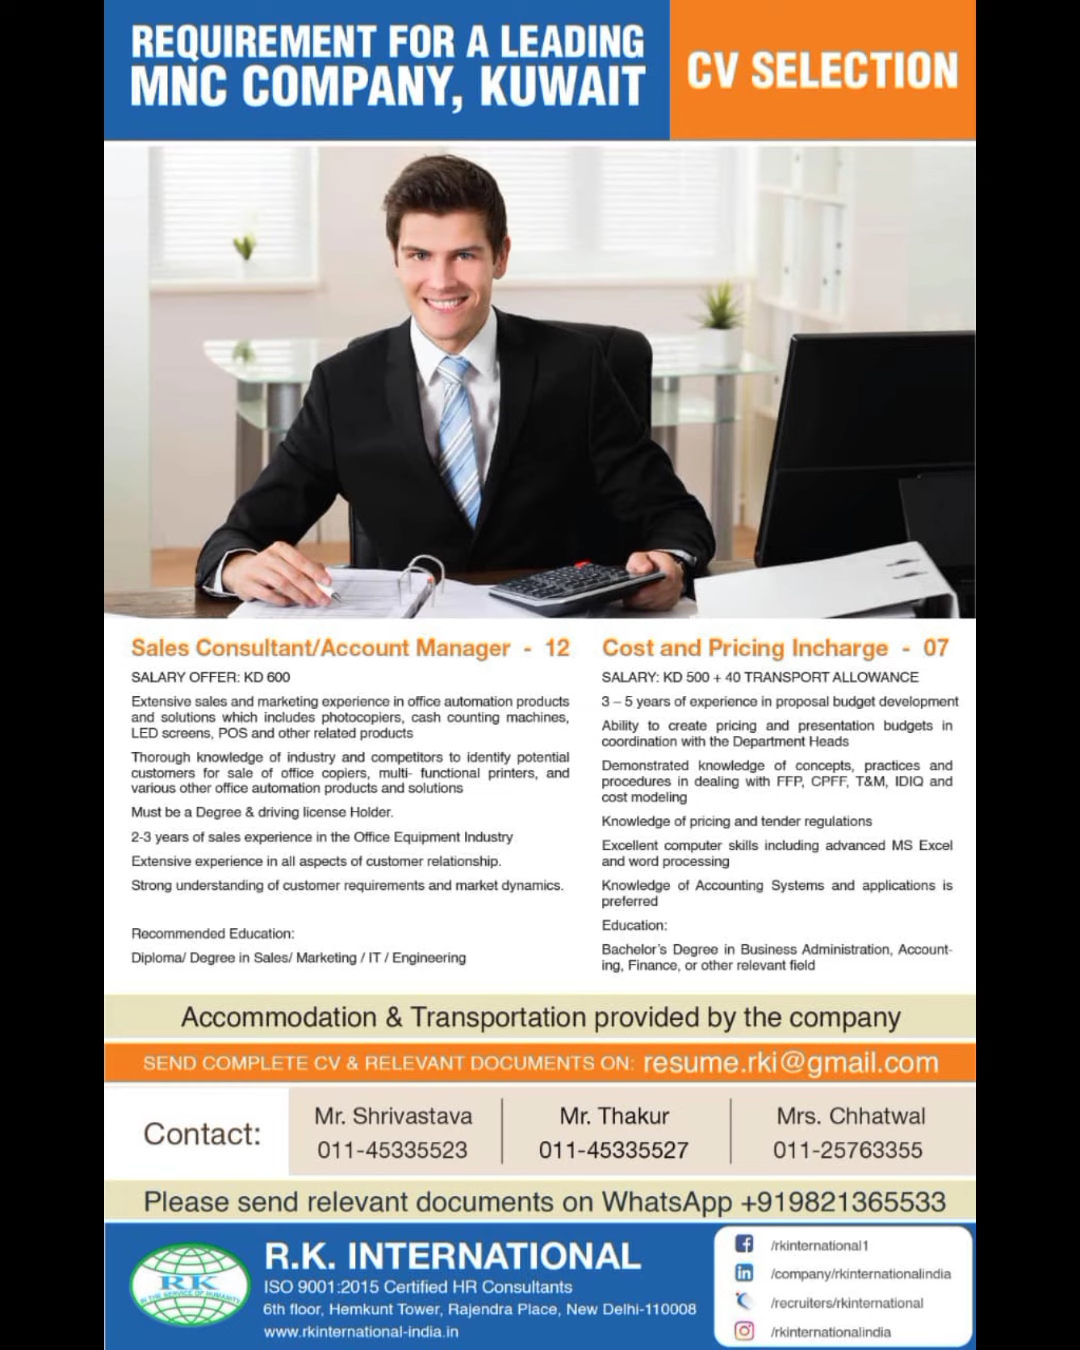 REQUIREMENT FOR A LEADING
MNC COMPANY, KUWAIT
CV SELECTION
Sales Consultant/Account Manager - 12
SALARY OFFER: KD 600
Extensive sales and marketing experience in office automation products
and solutions which includes photocopiers, cash counting machines,
LED screens, POS and other related products
Thorough knowledge of industry and competitors to identify potential
customers for sale of office copiers, multi- functional printers, and
various other office automation products and solutions
Must be a Degree & driving license Holder.
2-3 years of sales experience in the Office Equipment Industry
Extensive experience in all aspects of customer relationship.
Strong understanding of customer requirements and market dynamics.
Recommended Education:
Diploma/ Degree in Sales/ Marketing / IT / Engineering
Cost and Pricing Incharge - 07
SALARY: KD 500 + 40 TRANSPORT ALLOWANCE
3 – 5 years of experience in proposal budget development
Ability to create pricing and presentation budgets in
coordination with the Department Heads
Demonstrated knowledge of concepts, practices and
procedures in dealing with FFP, CPFF, T&M, IDIQ and
cost modeling
Knowledge of pricing and tender regulations
Excellent computer skills including advanced MS Excel
and word processing
Knowledge of Accounting Systems and applications is
preferred
Education:
Bachelor's Degree in Business Administration, Account-
ing, Finance, or other relevant field
Accommodation & Transportation provided by the company
SEND COMPLETE CV & RELEVANT DOCUMENTS ON: resume.rki@gmail.com
Contact:
Mr. Shrivastava
011-45335523
Mr. Thakur
011-45335527
Mrs. Chhatwal
011-25763355
Please send relevant documents on WhatsApp +919821365533
RK
IN THE SERVICE OF HUMANITY
R.K. INTERNATIONAL
ISO 9001:2015 Certified HR Consultants
6th floor, Hemkunt Tower, Rajendra Place, New Delhi-110008
www.rkinternational-india.in
/rkinternational1
/company/rkinternationalindia
/recruiters/rkinternational
/rkinternationalindia